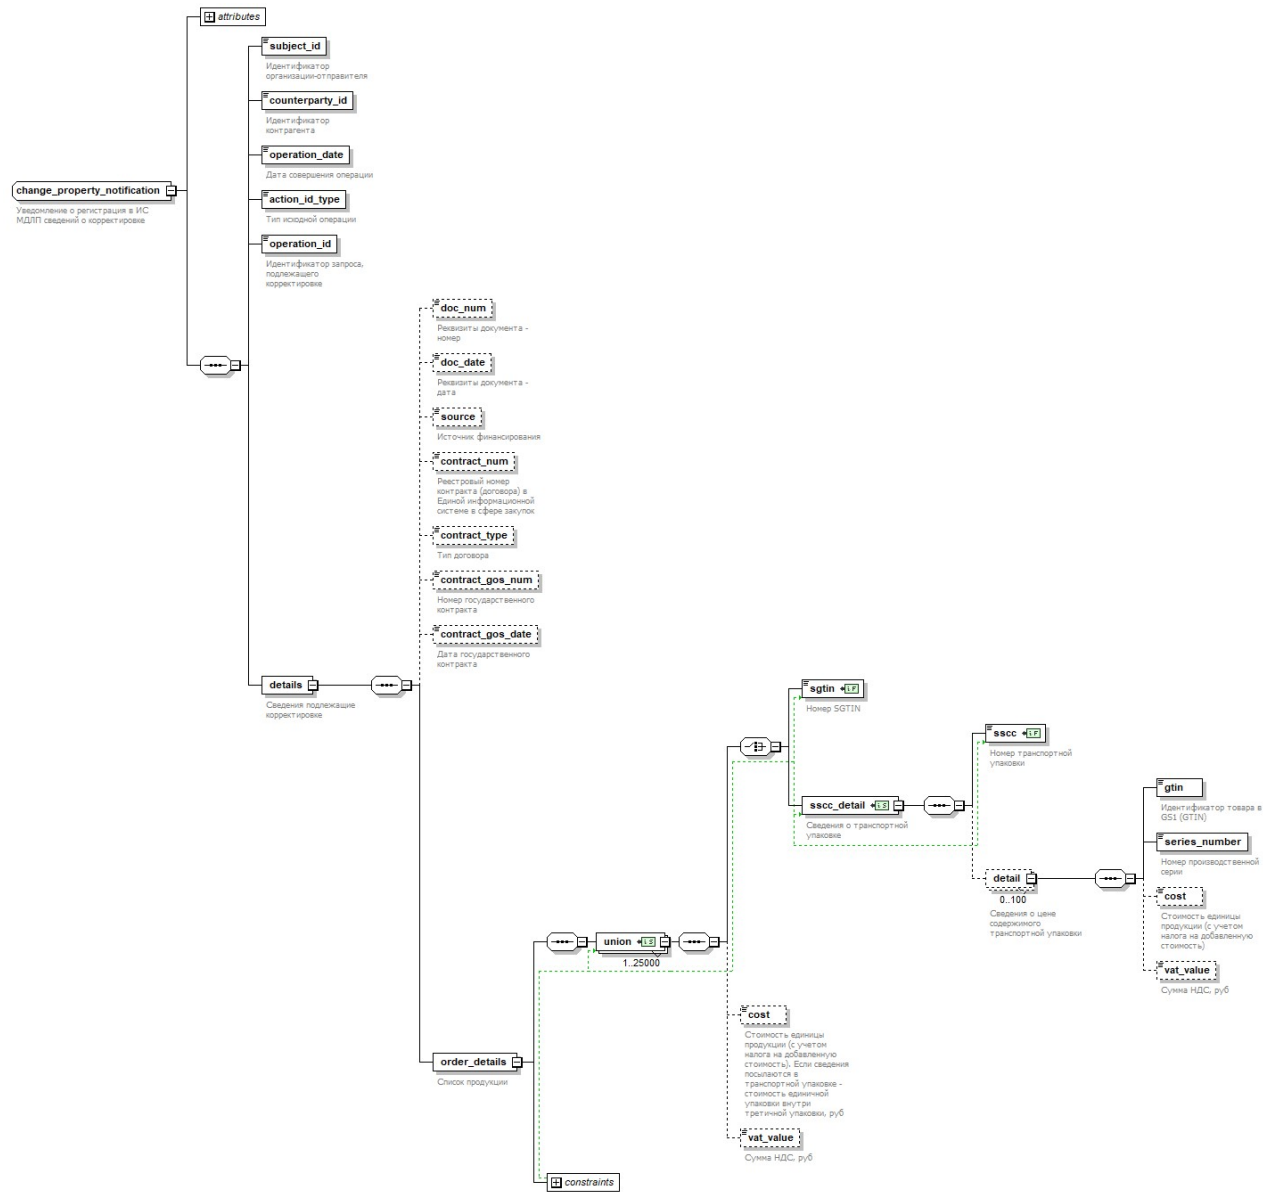 attributes
subject_id
Идентификатор
организации-отправителя
counterparty_id
Идентификатор
контрагента
operation_date
Дата совершения операции
change_property_notification
Уведомление о регистрация в ИС
МДЛП сведений о корректировке
action_id_type
Тип исходной операции
operation_id
Идентификатор запроса,
подлежащего
корректировке
doc_num
Реквизиты документа -
номер
doc_date
Реквизиты документа -
дата
source
Источник финансирования
contract_num
Реестровый номер
контракта (договора) в
Единой информационной
системе в сфере закупок
contract_type
Тип договора
contract_gos_num
Номер государственного
контракта
contract_gos_date
Дата государственного
контракта
details
Сведения подлежащие
корректировке
sgtin
Номер SGTIN
sscc
Номер транспортной
упаковки
sscc_detail
Сведения о транспортной
упаковке
gtin
Идентификатор товара в
GS1 (GTIN)
series_number
Номер производственной
серии
detail
0..100
Сведения о цене
содержимого
транспортной упаковки
cost
Стоимость единицы
продукции (с учетом
налога на добавленную
стоимость)
vat_value
Сумма НДС, руб
union
1..25000
cost
Стоимость единицы
продукции (с учетом
налога на добавленную
стоимость). Если сведения
посылаются в
транспортной упаковке -
стоимость единичной
упаковки внутри
третичной упаковки, руб
order_details
Список продукции
vat_value
Сумма НДС, руб
constraints